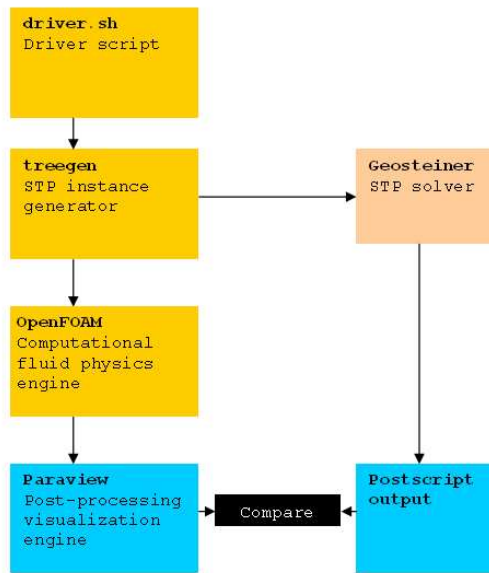 driver.sh
Driver script
treegen
STP instance
generator
Geosteiner
STP solver
OpenFOAM
Computational
fluid physics
engine
Paraview
Post-processing
visualization
engine
Compare
Postscript
output